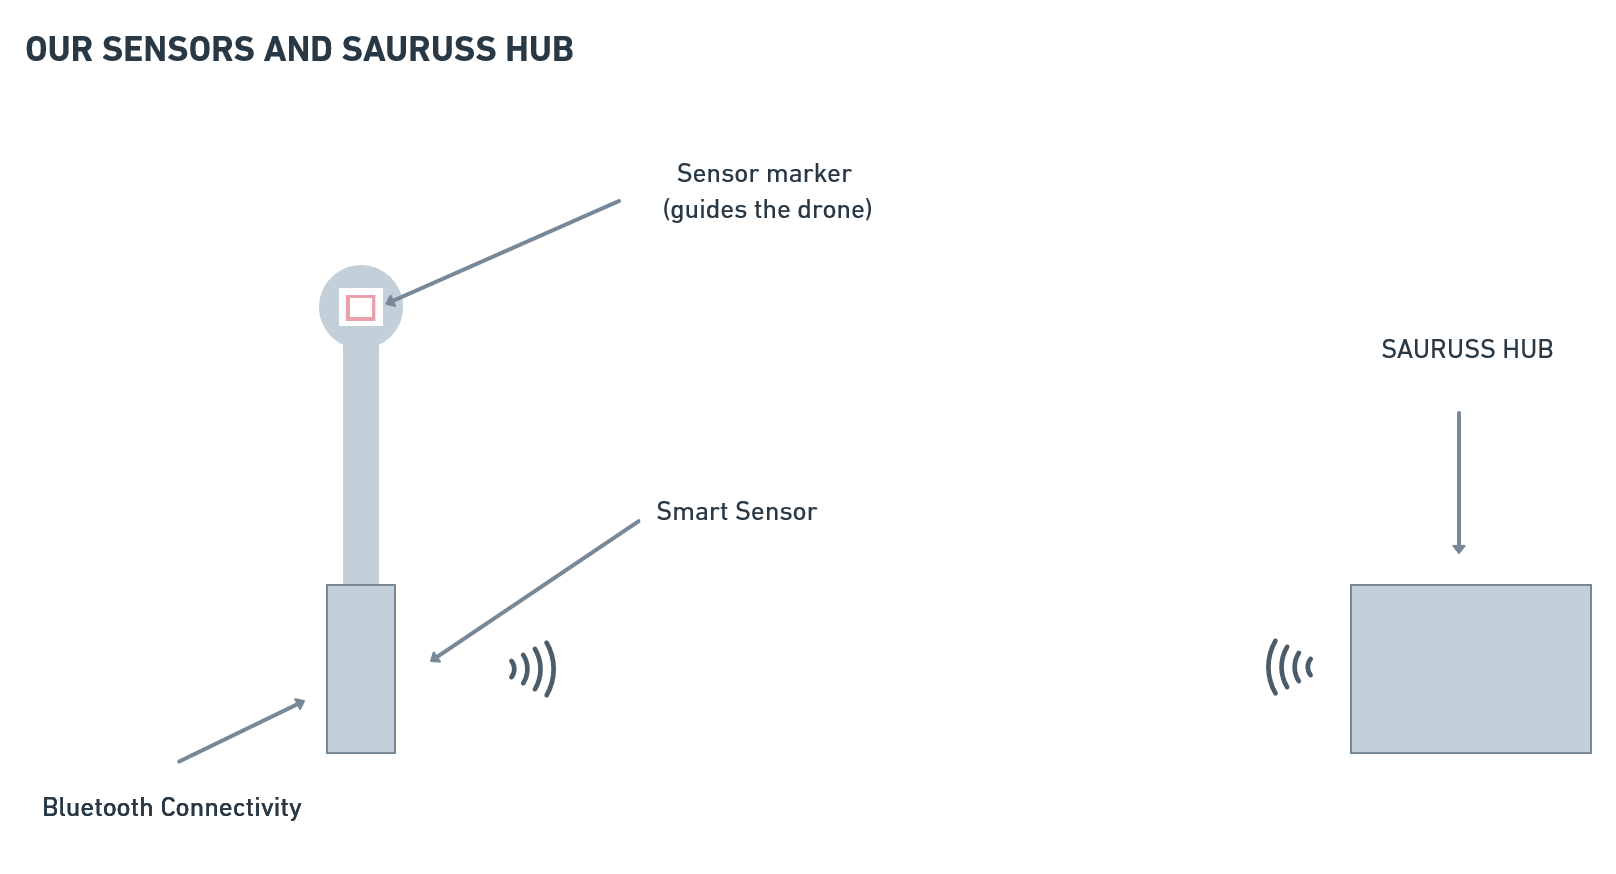 OUR SENSORS AND SAURUSS HUB
Sensor marker
(guides the drone)
SAURUSS HUB
Smart Sensor
Bluetooth Connectivity